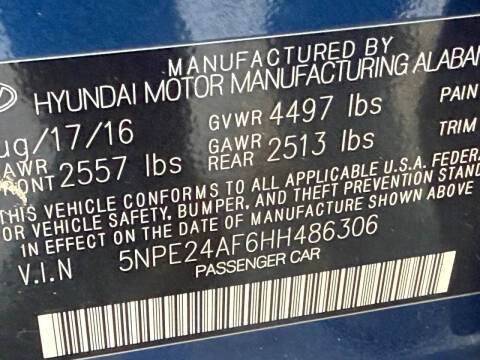 MANUFACTURED BY
HYUNDAI MOTOR MANUFACTURING ALABAM
ug/17/16 GVWR 4497 lbs PAIN
AWR FRONT 2557 lbs GAWR REAR 2513 lbs TRIM
THIS VEHICLE CONFORMS TO ALL APPLICABLE U.S.A. FEDER
OR VEHICLE SAFETY, BUMPER, AND THEFT PREVENTION STAND
IN EFFECT ON THE DATE OF MANUFACTURE SHOWN ABOVE
V.I.N 5NPE24AF6HH486306
PASSENGER CAR